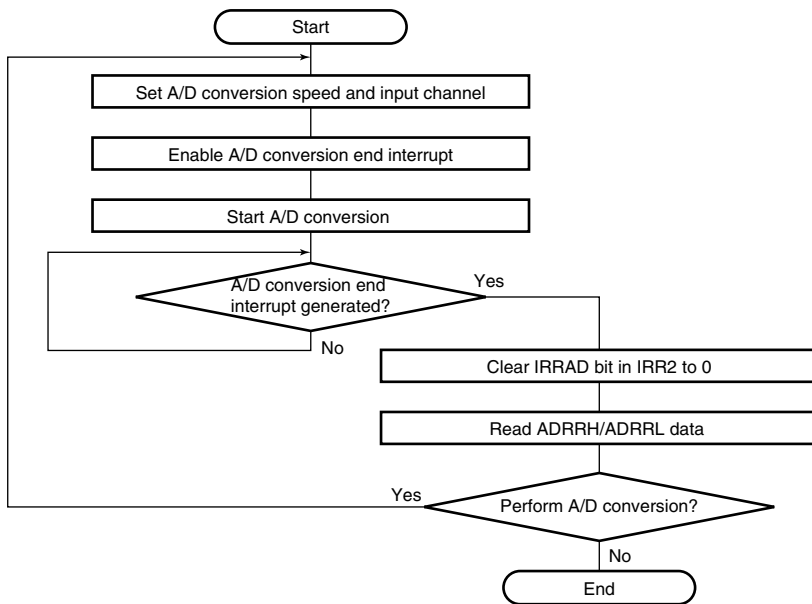 Start
Set A/D conversion speed and input channel
Enable A/D conversion end interrupt
Start A/D conversion
A/D conversion end
interrupt generated?
Yes
No
Clear IRRAD bit in IRR2 to 0
Read ADRRH/ADRRL data
Yes
Perform A/D conversion?
No
End